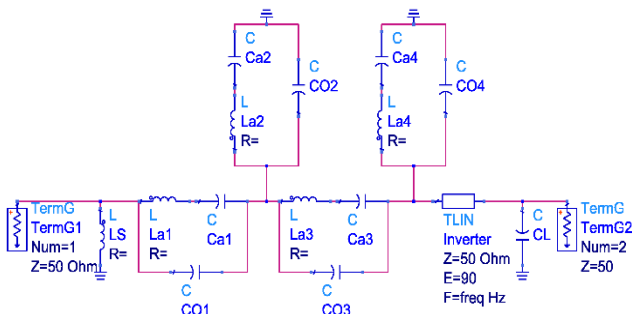 C
Ca2
C
CO2
L
La2
R=
C
Ca4
C
CO4
L
La4
R=
TermG
TermG1
Num=1
Z=50 Ohm
L
LS
R=
L
La1
R=
C
Ca1
C
CO1
L
La3
R=
C
Ca3
C
CO3
TLIN
Inverter
Z=50 Ohm
E=90
F=freq Hz
C
CL
TermG
TermG2
Num=2
Z=50